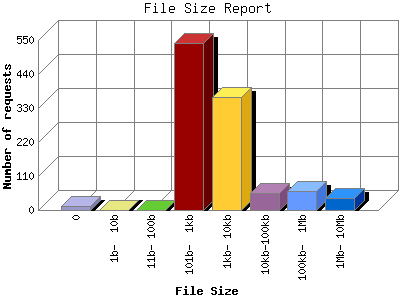 File Size Report
Number of requests
550
440
330
220
110
0
0
1b- 10b
11b- 100b
101b- 1kb
1kb- 10kb
10kb-100kb
100kb- 1Mb
1Mb- 10Mb
File Size